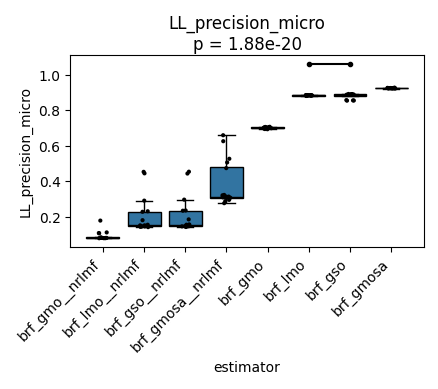 LL_precision_micro
p = 1.88e-20
LL_precision_micro
1.0
0.8
0.6
0.4
0.2
brf_gmo__nrlmf
brf_lmo__nrlmf
brf_gso__nrlmf
brf_gmosa__nrlmf
brf_gmo
brf_lmo
brf_gso
brf_gmosa
estimator